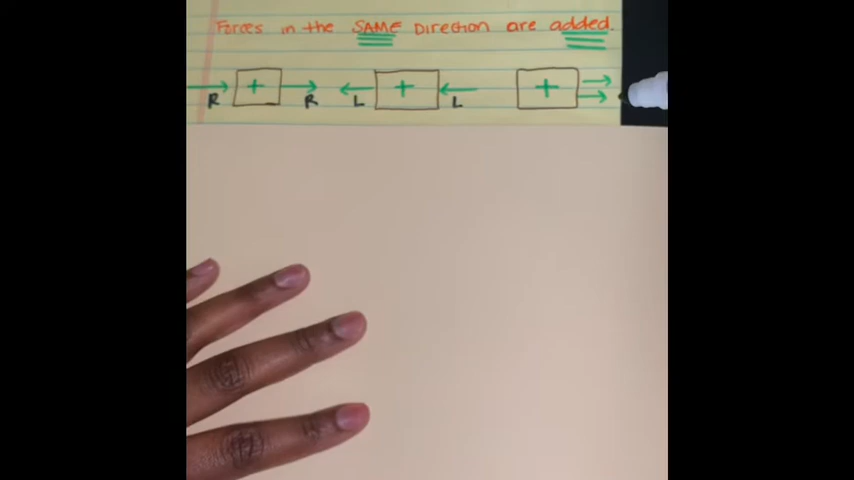 Forces in the SAME Direction are added.
R + R L + L +